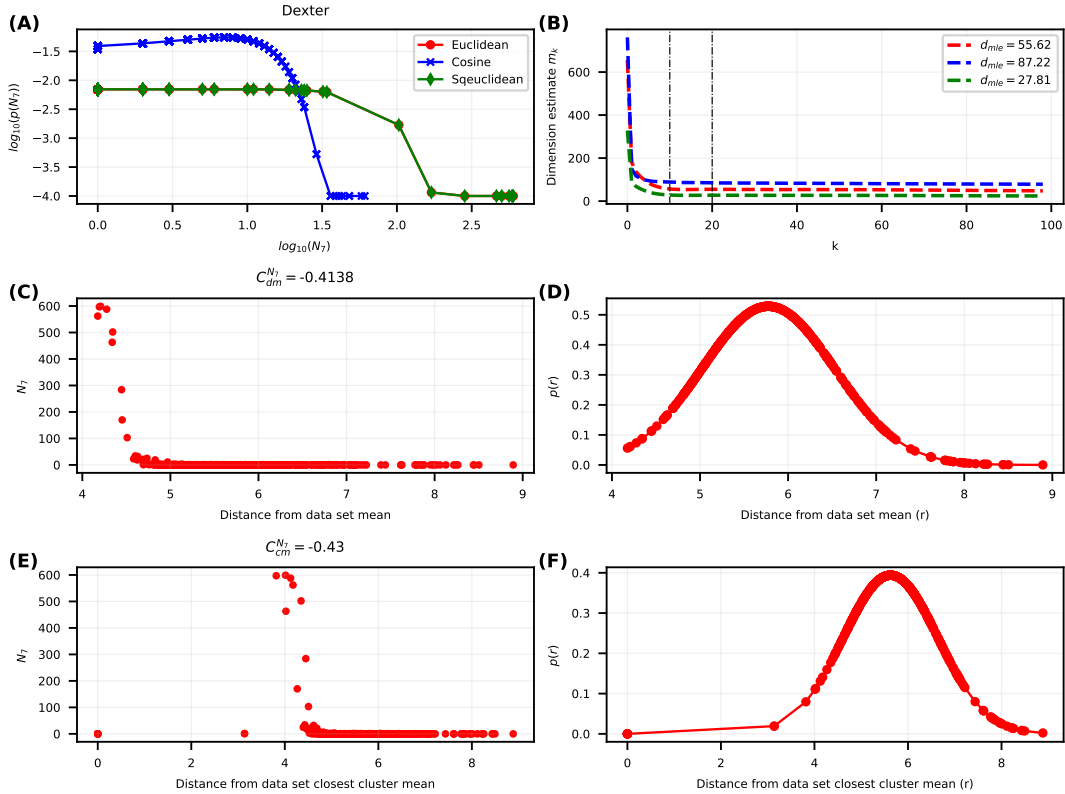 Dexter
(A)
−1.5
−2.0
−2.5
−3.0
−3.5
−4.0
log10(p(N7))
0.0 0.5 1.0 1.5 2.0 2.5
log10(N7)
Euclidean
Cosine
Sqeuclidean
(B)
600
400
200
0
Dimension estimate mk
0 20 40 60 80 100
k
dmle = 55.62
dmle = 87.22
dmle = 27.81
(C)
C^{N7}_{dm} = -0.4138
600
500
400
300
200
100
0
N7
4 5 6 7 8 9
Distance from data set mean
(D)
0.5
0.4
0.3
0.2
0.1
0.0
p(r)
4 5 6 7 8 9
Distance from data set mean (r)
(E)
C^{N7}_{cm} = -0.43
600
500
400
300
200
100
0
N7
0 2 4 6 8
Distance from data set closest cluster mean
(F)
0.4
0.3
0.2
0.1
0.0
p(r)
0 2 4 6 8
Distance from data set closest cluster mean (r)